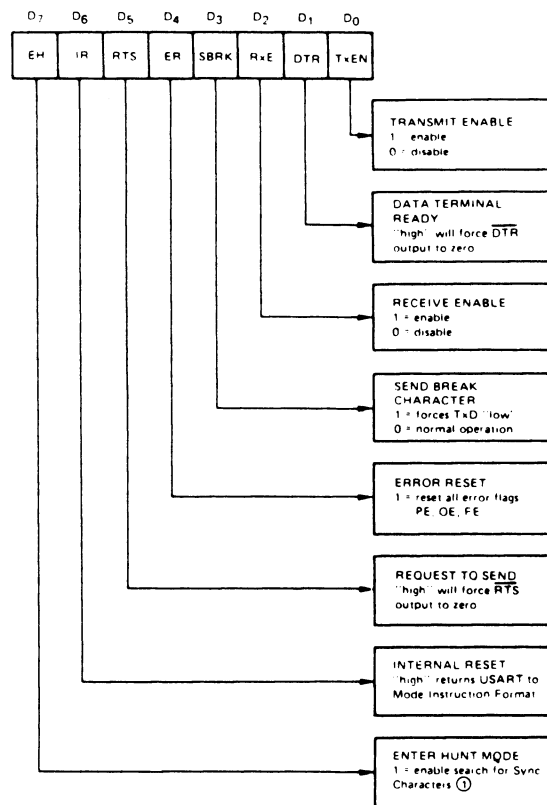 D7 D6 D5 D4 D3 D2 D1 D0
EH IR RTS ER SBRK RxE DTR TxEN
TRANSMIT ENABLE
1 = enable
0 = disable
DATA TERMINAL
READY
"high" will force DTR
output to zero
RECEIVE ENABLE
1 = enable
0 = disable
SEND BREAK
CHARACTER
1 = forces TxD "low"
0 = normal operation
ERROR RESET
1 = reset all error flags
PE, OE, FE
REQUEST TO SEND
"high" will force RTS
output to zero
INTERNAL RESET
"high" returns USART to
Mode Instruction Format
ENTER HUNT MODE
1 = enable search for Sync
Characters ①